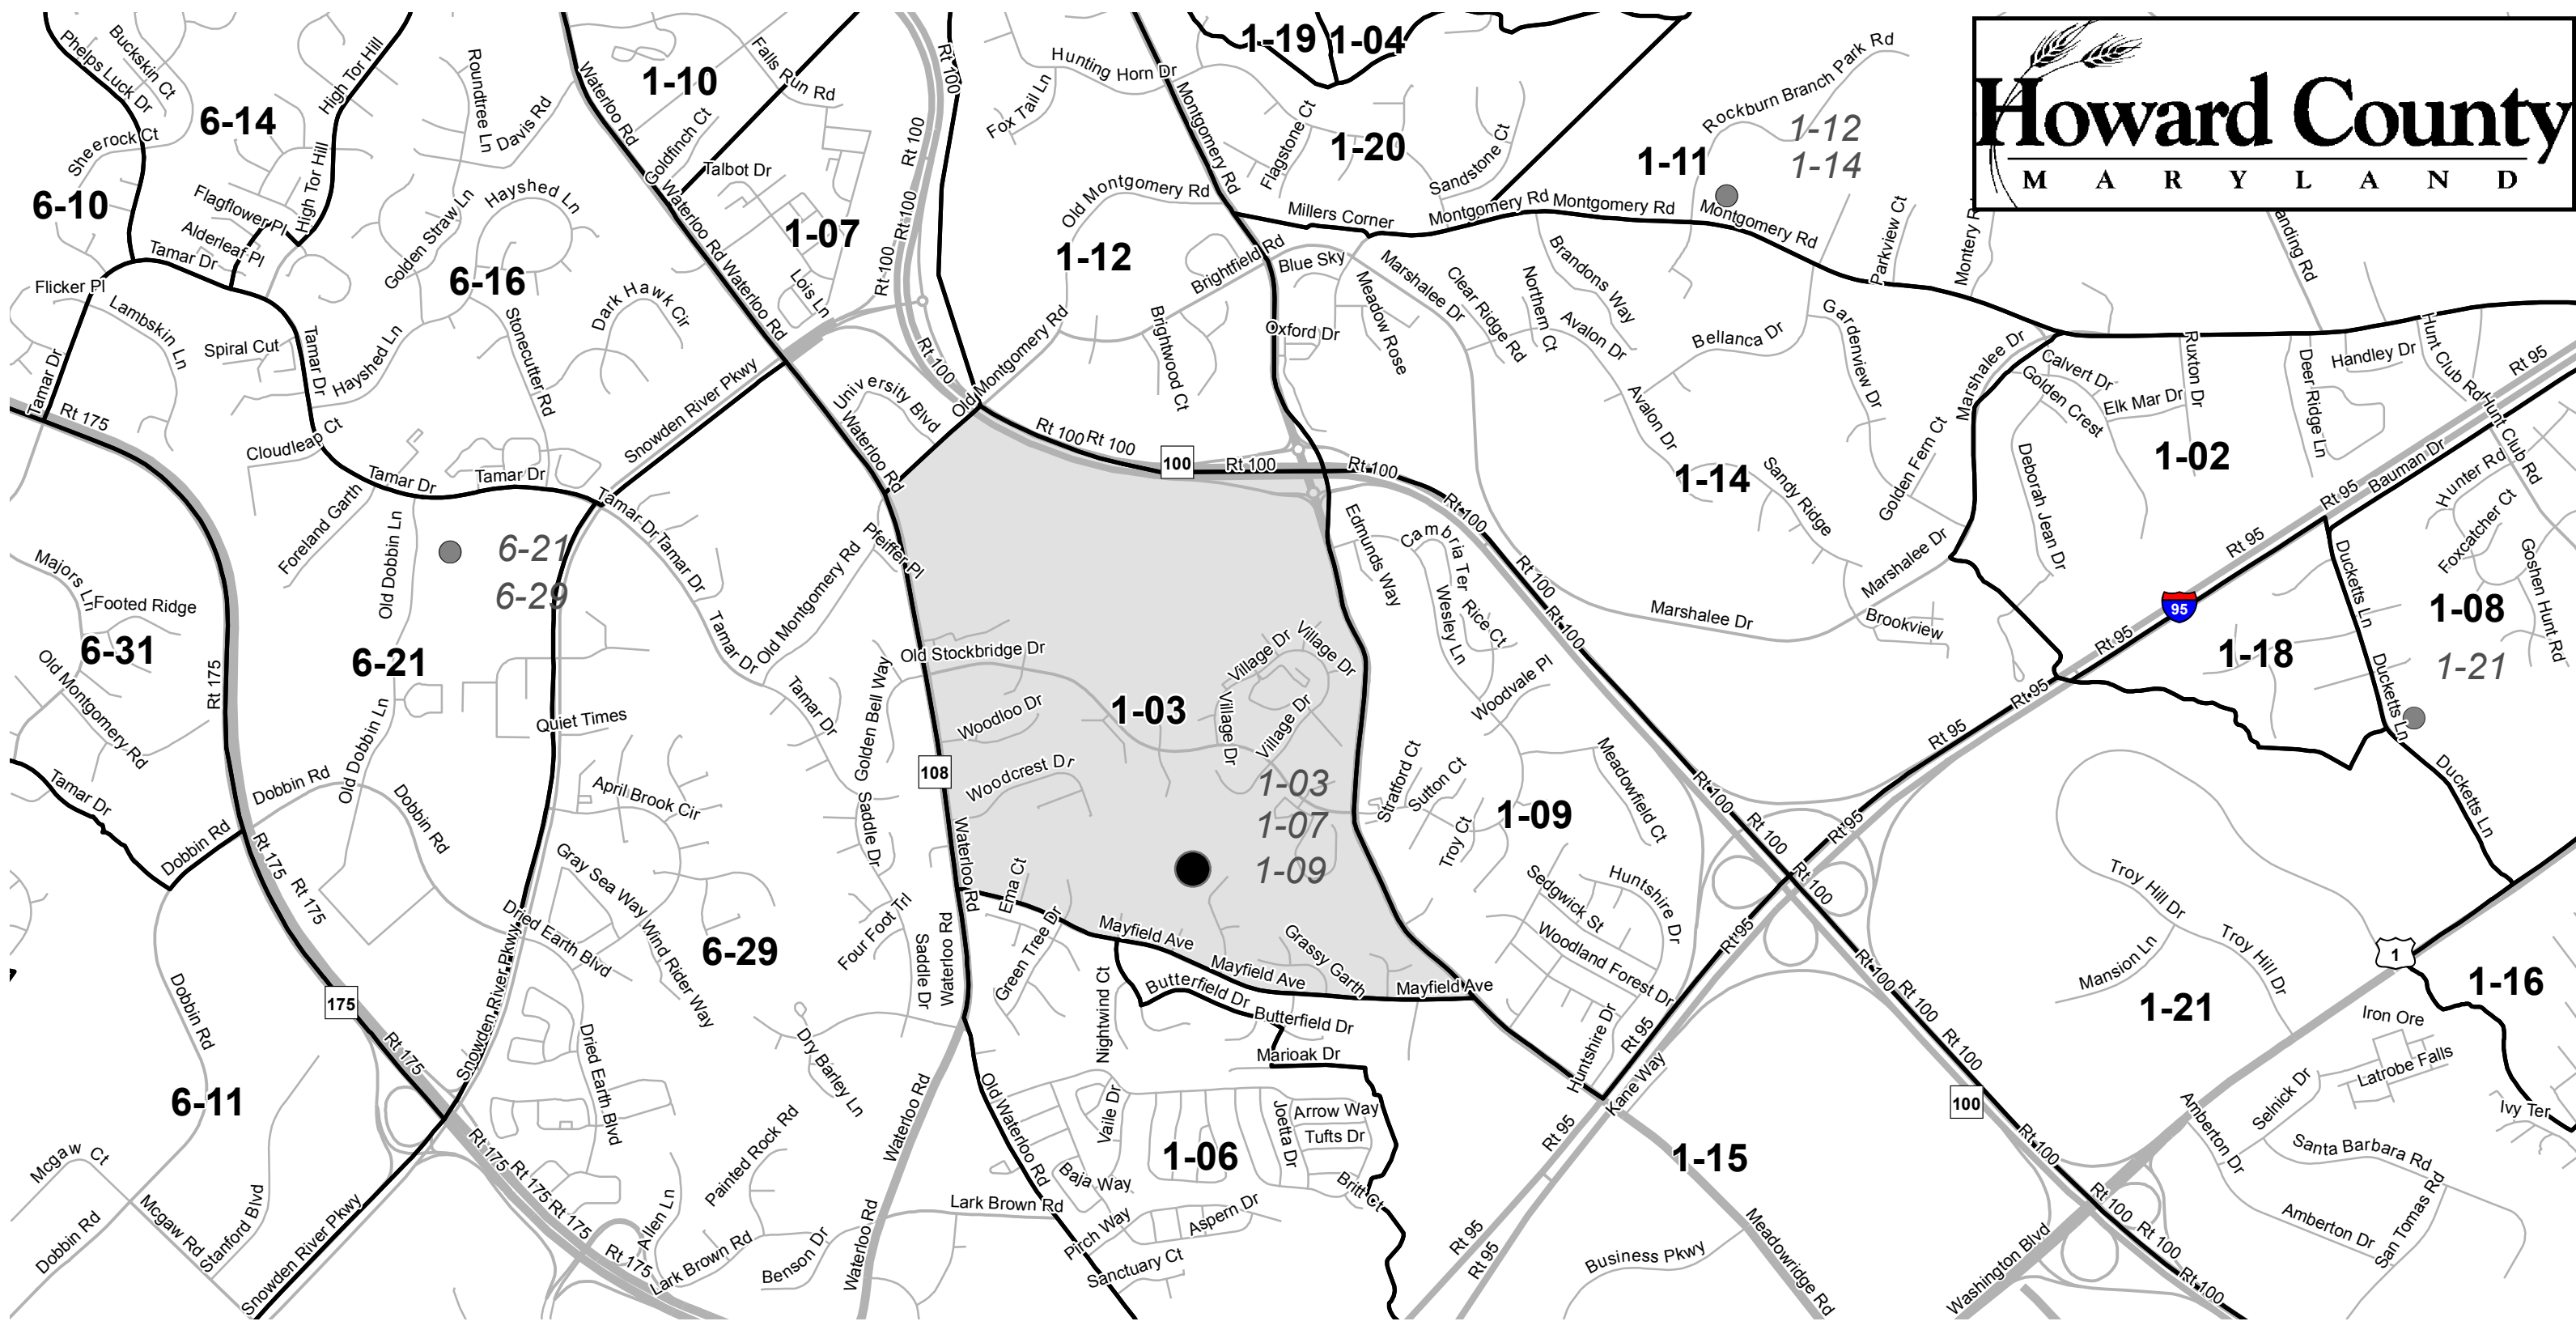 Howard County
MARYLAND
Phelps Luck Dr
Buckskin Ct
High Tor Hill
Roundtree Ln
Davis Rd
Waterloo Rd
1-10
Falls Run Rd
Rt 100
Hunting Horn Dr
Fox Tail Ln
1-19
1-04
Montgomery Rd
Flagstone Ct
1-20
Sandstone Ct
Rockburn Branch Park Rd
1-11
1-12
1-14
6-14
Sheerock Ct
6-10
Flagflower Pl
Alderleaf Pl
High Tor Hill
Tamar Dr
Golden Straw Ln
Hayshed Ln
Goldfinch Ct
Talbot Dr
Rt 100
Rt 100
Rt 100
1-07
Old Montgomery Rd
Millers Corner
Montgomery Rd
Montgomery Rd
Montgomery Rd
Parkview Ct
Flicker Pl
Lambskin Ln
6-16
Waterloo Rd
Waterloo Rd
Lois Ln
Dark Hawk Cir
Stonecutter Rd
1-12
Brightfield Rd
Blue Sky
Marshalee Dr
Meadow Rose
Clear Ridge Rd
Northern Ct
Brandons Way
Avalon Dr
Bellanca Dr
Gardenview Dr
Spiral Cut
Tamar Dr
Hayshed Ln
Tamar Dr
Rt 175
Cloudleap Ct
Snowden River Pkwy
University Blvd
Waterloo Rd
Rt 100
Old Montgomery Rd
Brightwood Ct
Oxford Dr
Avalon Dr
Marshalee Dr
Calvert Dr
Golden Crest
Elk Mar Dr
Ruxton Dr
Deer Ridge Ln
Handley Dr
Hunt Club Rd
Hunt Club Rd
Rt 95
Rt 100
Rt 100
100
Rt 100
Rt 100
Rt 100
1-14
Sandy Ridge
Golden Fern Ct
Deborah Jean Dr
1-02
Rt 95
Bauman Dr
Hunter Rd
Foxcatcher Ct
Goshen Hunt Rd
Tamar Dr
Tamar Dr
Foreland Garth
Old Dobbin Ln
6-21
6-29
Tamar Dr
Tamar Dr
Pfeiffer Pl
Old Montgomery Rd
Edmunds Way
Cambria Ter
Wesley Ln
Rice Ct
Rt 100
Rt 100
Marshalee Dr
Marshalee Dr
Brookview
Rt 95
95
Rt 95
Ducketts Ln
1-08
1-21
Majors Ln
Footed Ridge
6-31
Old Montgomery Rd
Rt 175
6-21
Old Dobbin Ln
Quiet Times
Tamar Dr
Tamar Dr
Golden Bell Way
Old Stockbridge Dr
Woodloo Dr
1-03
Village Dr
Village Dr
Village Dr
Village Dr
Woodvale Pl
Rt 95
Rt 95
1-18
Ducketts Ln
Ducketts Ln
Tamar Dr
Dobbin Rd
Dobbin Rd
Dobbin Rd
April Brook Cir
Saddle Dr
108
Woodcrest Dr
1-03
1-07
1-09
Stratford Ct
Sutton Ct
Troy Ct
1-09
Meadowfield Ct
Rt 100
Rt 100
Rt 95
Rt 100
Rt 175
Rt 175
Gray Sea Way
Wind Rider Way
Dried Earth Blvd
6-29
Four Foot Trl
Saddle Dr
Waterloo Rd
Waterloo Rd
Ema Ct
Green Tree Dr
Mayfield Ave
Mayfield Ave
Grassy Garth
Mayfield Ave
Sedgwick St
Huntshire Dr
Woodland Forest Dr
Rt 95
Rt 100
Rt 100
Troy Hill Dr
Troy Hill Dr
Mansion Ln
1-21
1
1-16
175
Dobbin Rd
Rt 175
Snowden River Pkwy
Dry Barley Ln
Dried Earth Blvd
Nightwind Ct
Butterfield Dr
Butterfield Dr
Marioak Dr
Huntshire Dr
Rt 95
Kane Way
Rt 100
100
Iron Ore
Latrobe Falls
Selnick Dr
Ivy Ter
6-11
Mcgaw Ct
Mcgaw Rd
Stanford Blvd
Dobbin Rd
Snowden River Pkwy
Rt 175
Rt 175
Rt 175
Rt 175
Allen Ln
Lark Brown Rd
Painted Rock Rd
Benson Dr
Waterloo Rd
Waterloo Rd
Old Waterloo Rd
Vaile Dr
Baja Way
1-06
Joetta Dr
Arrow Way
Tufts Dr
Britt Ct
Lark Brown Rd
Pirch Way
Aspern Dr
Sanctuary Ct
Rt 95
Rt 95
Rt 95
1-15
Business Pkwy
Meadowridge Rd
Rt 100
Amberton Dr
Santa Barbara Rd
Amberton Dr
San Tomas Rd
Washington Blvd
Rt 100
Rt 100
Rt 100